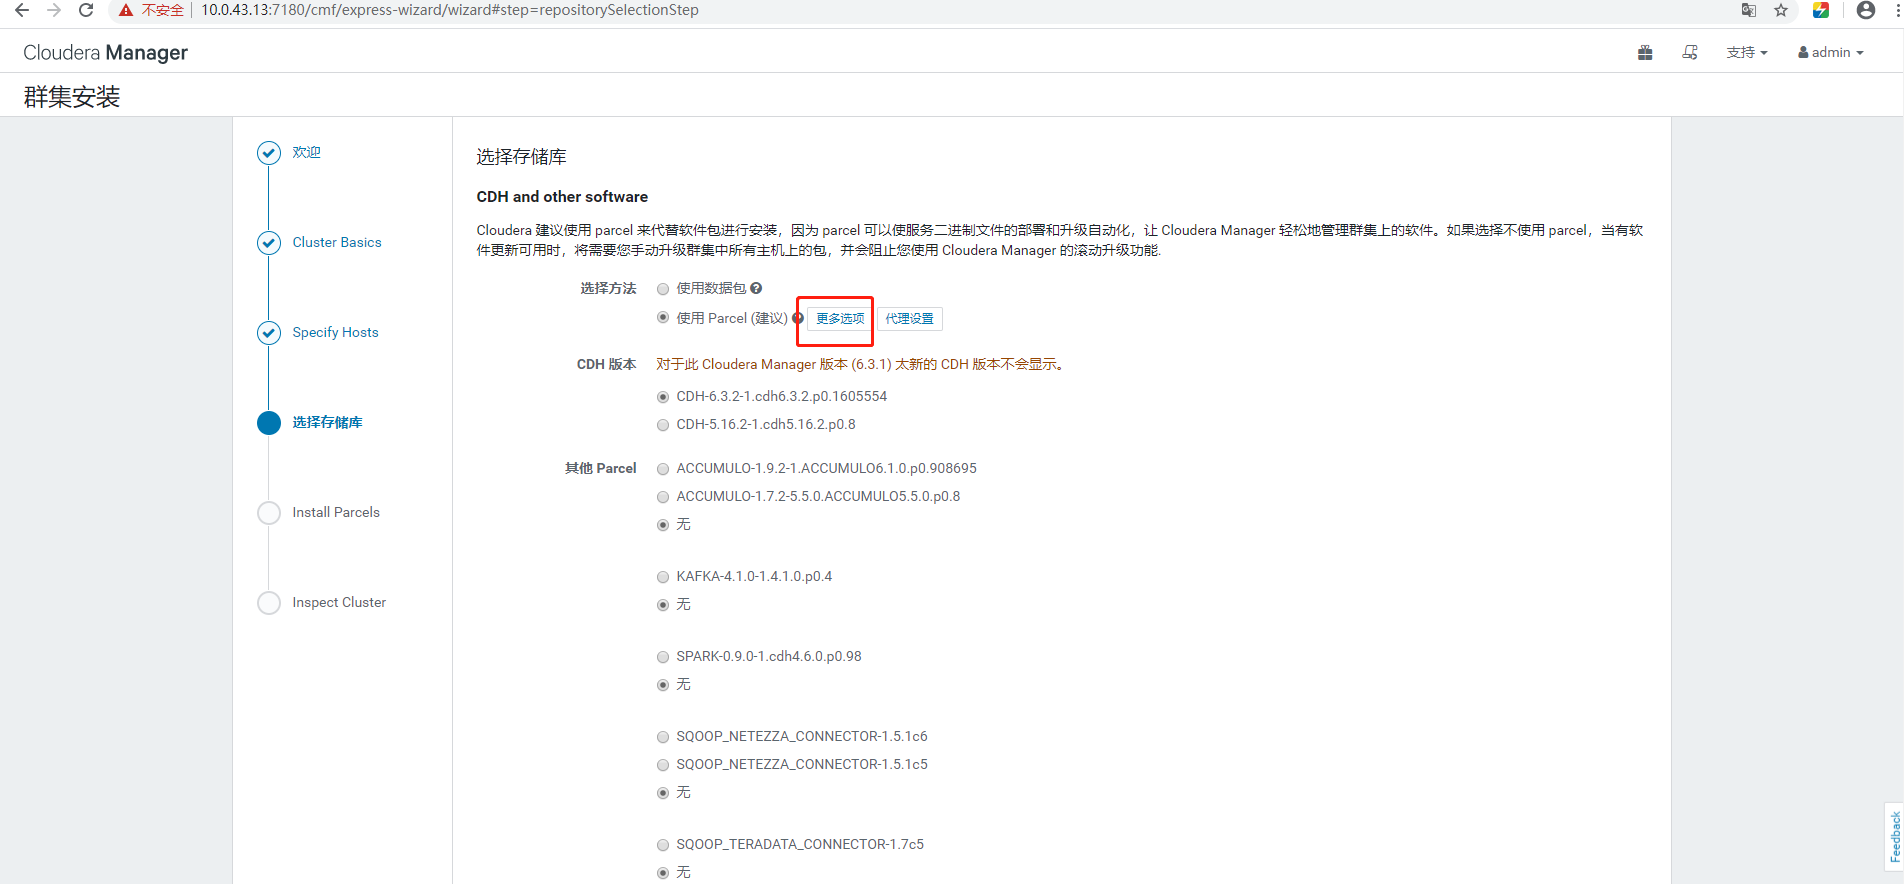 不安全 10.0.43.13:7180/cmf/express-wizard/wizard#step=repositorySelectionStep
Cloudera Manager
支持 admin
群集安装
欢迎
Cluster Basics
Specify Hosts
选择存储库
Install Parcels
Inspect Cluster
选择存储库
CDH and other software
Cloudera 建议使用 parcel 来代替软件包进行安装，因为 parcel 可以使服务二进制文件的部署和升级自动化，让 Cloudera Manager 轻松地管理群集上的软件。如果选择不使用 parcel，当有软
件更新可用时，将需要您手动升级群集中所有主机上的包，并会阻止您使用 Cloudera Manager 的滚动升级功能.
选择方法 使用数据包
使用 Parcel (建议) 更多选项 代理设置
CDH 版本 对于此 Cloudera Manager 版本 (6.3.1) 太新的 CDH 版本不会显示。
CDH-6.3.2-1.cdh6.3.2.p0.1605554
CDH-5.16.2-1.cdh5.16.2.p0.8
其他 Parcel ACCUMULO-1.9.2-1.ACCUMULO6.1.0.p0.908695
ACCUMULO-1.7.2-5.5.0.ACCUMULO5.5.0.p0.8
无
KAFKA-4.1.0-1.4.1.0.p0.4
无
SPARK-0.9.0-1.cdh4.6.0.p0.98
无
SQOOP_NETEZZA_CONNECTOR-1.5.1c6
SQOOP_NETEZZA_CONNECTOR-1.5.1c5
无
SQOOP_TERADATA_CONNECTOR-1.7c5
无
Feedback